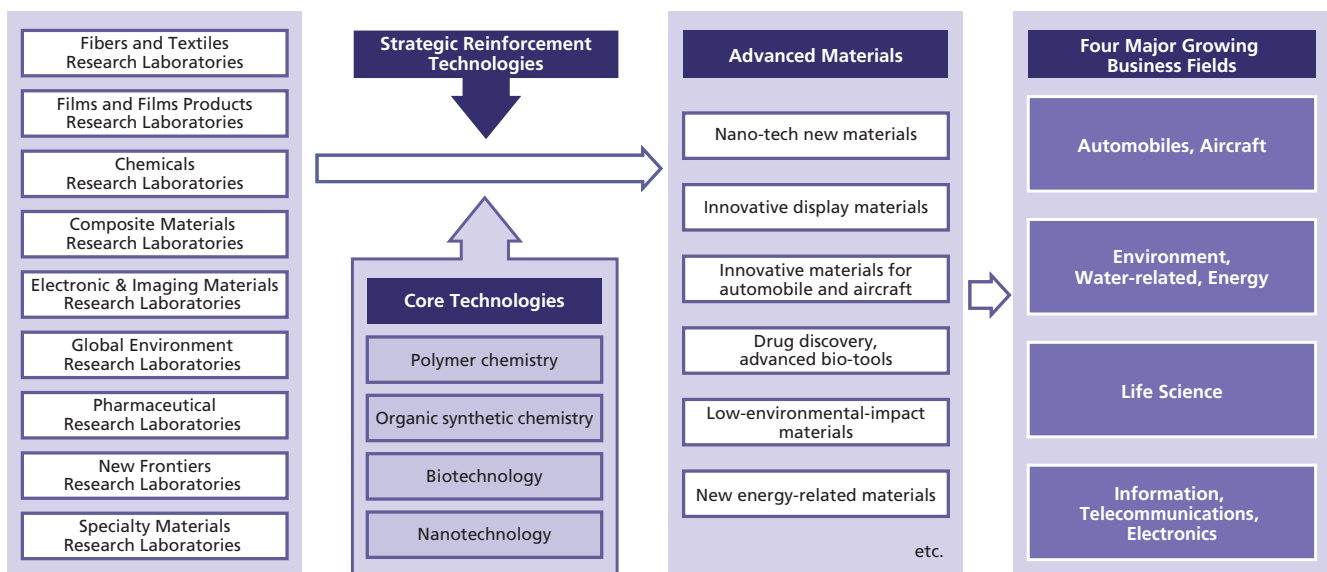 Fibers and Textiles
Research Laboratories
Films and Films Products
Research Laboratories
Chemicals
Research Laboratories
Composite Materials
Research Laboratories
Electronic & Imaging Materials
Research Laboratories
Global Environment
Research Laboratories
Pharmaceutical
Research Laboratories
New Frontiers
Research Laboratories
Specialty Materials
Research Laboratories
Strategic Reinforcement
Technologies
Core Technologies
Polymer chemistry
Organic synthetic chemistry
Biotechnology
Nanotechnology
Advanced Materials
Nano-tech new materials
Innovative display materials
Innovative materials for
automobile and aircraft
Drug discovery,
advanced bio-tools
Low-environmental-impact
materials
New energy-related materials
etc.
Four Major Growing
Business Fields
Automobiles, Aircraft
Environment,
Water-related, Energy
Life Science
Information,
Telecommunications,
Electronics